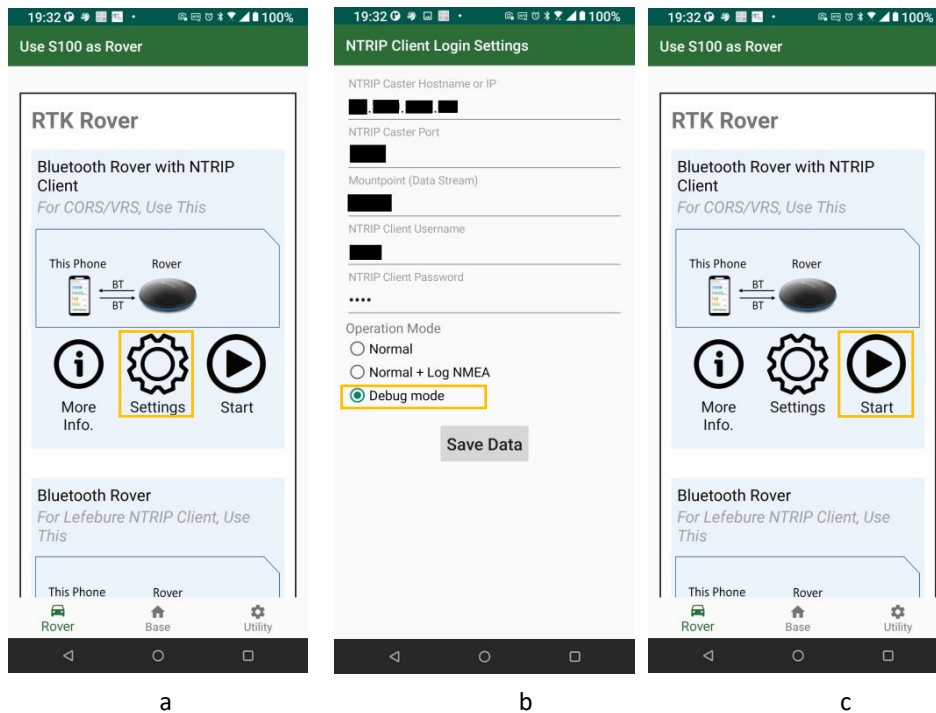 19:32 100%
Use S100 as Rover
RTK Rover
Bluetooth Rover with NTRIP
Client
For CORS/VRS, Use This
This Phone Rover
BT
BT
More
Info.
Settings
Start
Bluetooth Rover
For Lefebure NTRIP Client, Use
This
This Phone Rover
Rover Base Utility
a
19:32 100%
NTRIP Client Login Settings
NTRIP Caster Hostname or IP
NTRIP Caster Port
Mountpoint (Data Stream)
NTRIP Client Username
NTRIP Client Password
••••
Operation Mode
Normal
Normal + Log NMEA
Debug mode
Save Data
b
19:32 100%
Use S100 as Rover
RTK Rover
Bluetooth Rover with NTRIP
Client
For CORS/VRS, Use This
This Phone Rover
BT
BT
More
Info.
Settings
Start
Bluetooth Rover
For Lefebure NTRIP Client, Use
This
This Phone Rover
Rover Base Utility
c